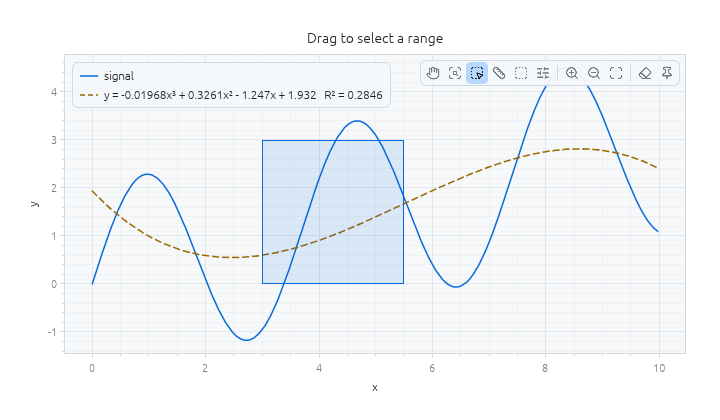 Drag to select a range
signal
y = -0.01968x³ + 0.3261x² - 1.247x + 1.932 R² = 0.2846
4
3
2
1
0
-1
y
0 2 4 6 8 10
x